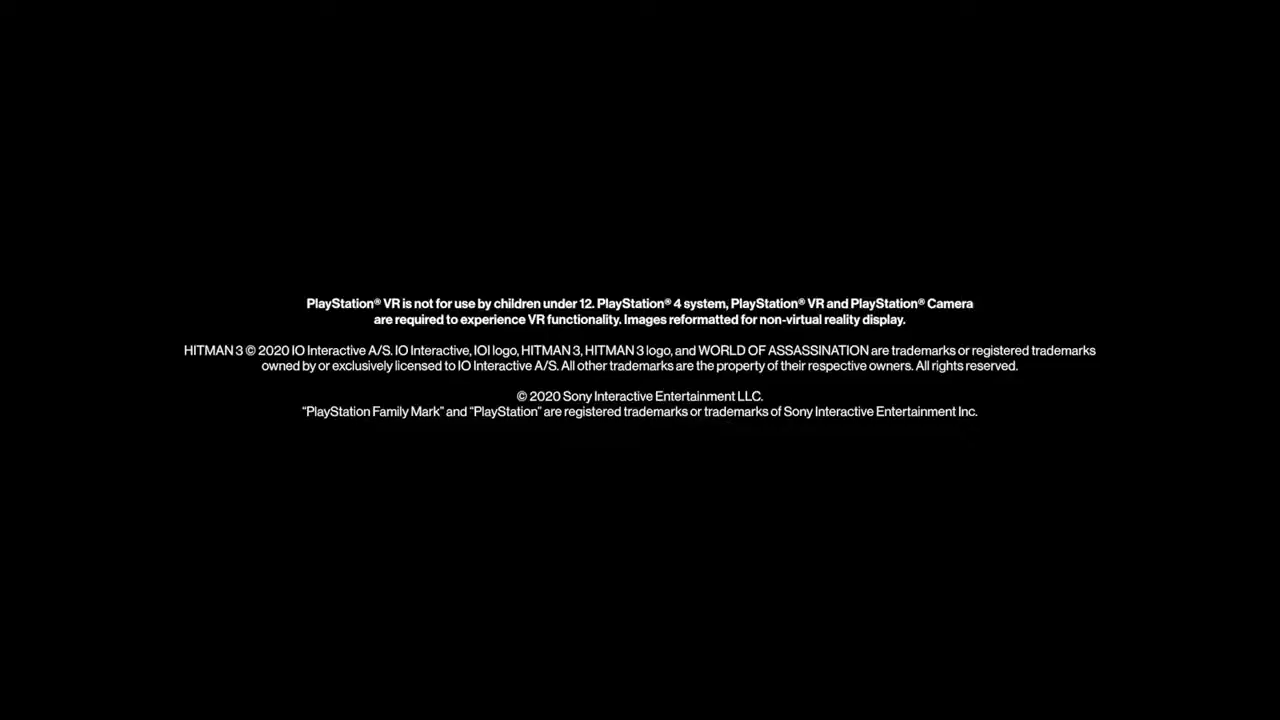 PlayStation® VR is not for use by children under 12. PlayStation® 4 system, PlayStation® VR and PlayStation® Camera
are required to experience VR functionality. Images reformatted for non-virtual reality display.
HITMAN 3 © 2020 IO Interactive A/S. IO Interactive, IOI logo, HITMAN 3, HITMAN 3 logo, and WORLD OF ASSASSINATION are trademarks or registered trademarks
owned by or exclusively licensed to IO Interactive A/S. All other trademarks are the property of their respective owners. All rights reserved.
© 2020 Sony Interactive Entertainment LLC.
“PlayStation Family Mark” and “PlayStation” are registered trademarks or trademarks of Sony Interactive Entertainment Inc.